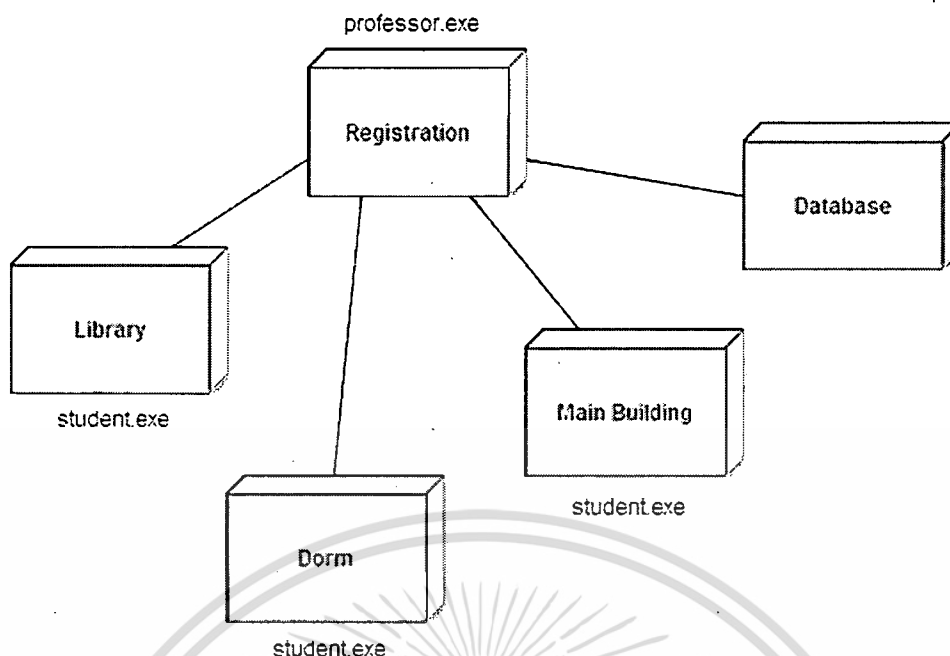 professor.exe
Registration
Database
Library
student.exe
Main Building
student.exe
Dorm
student.exe